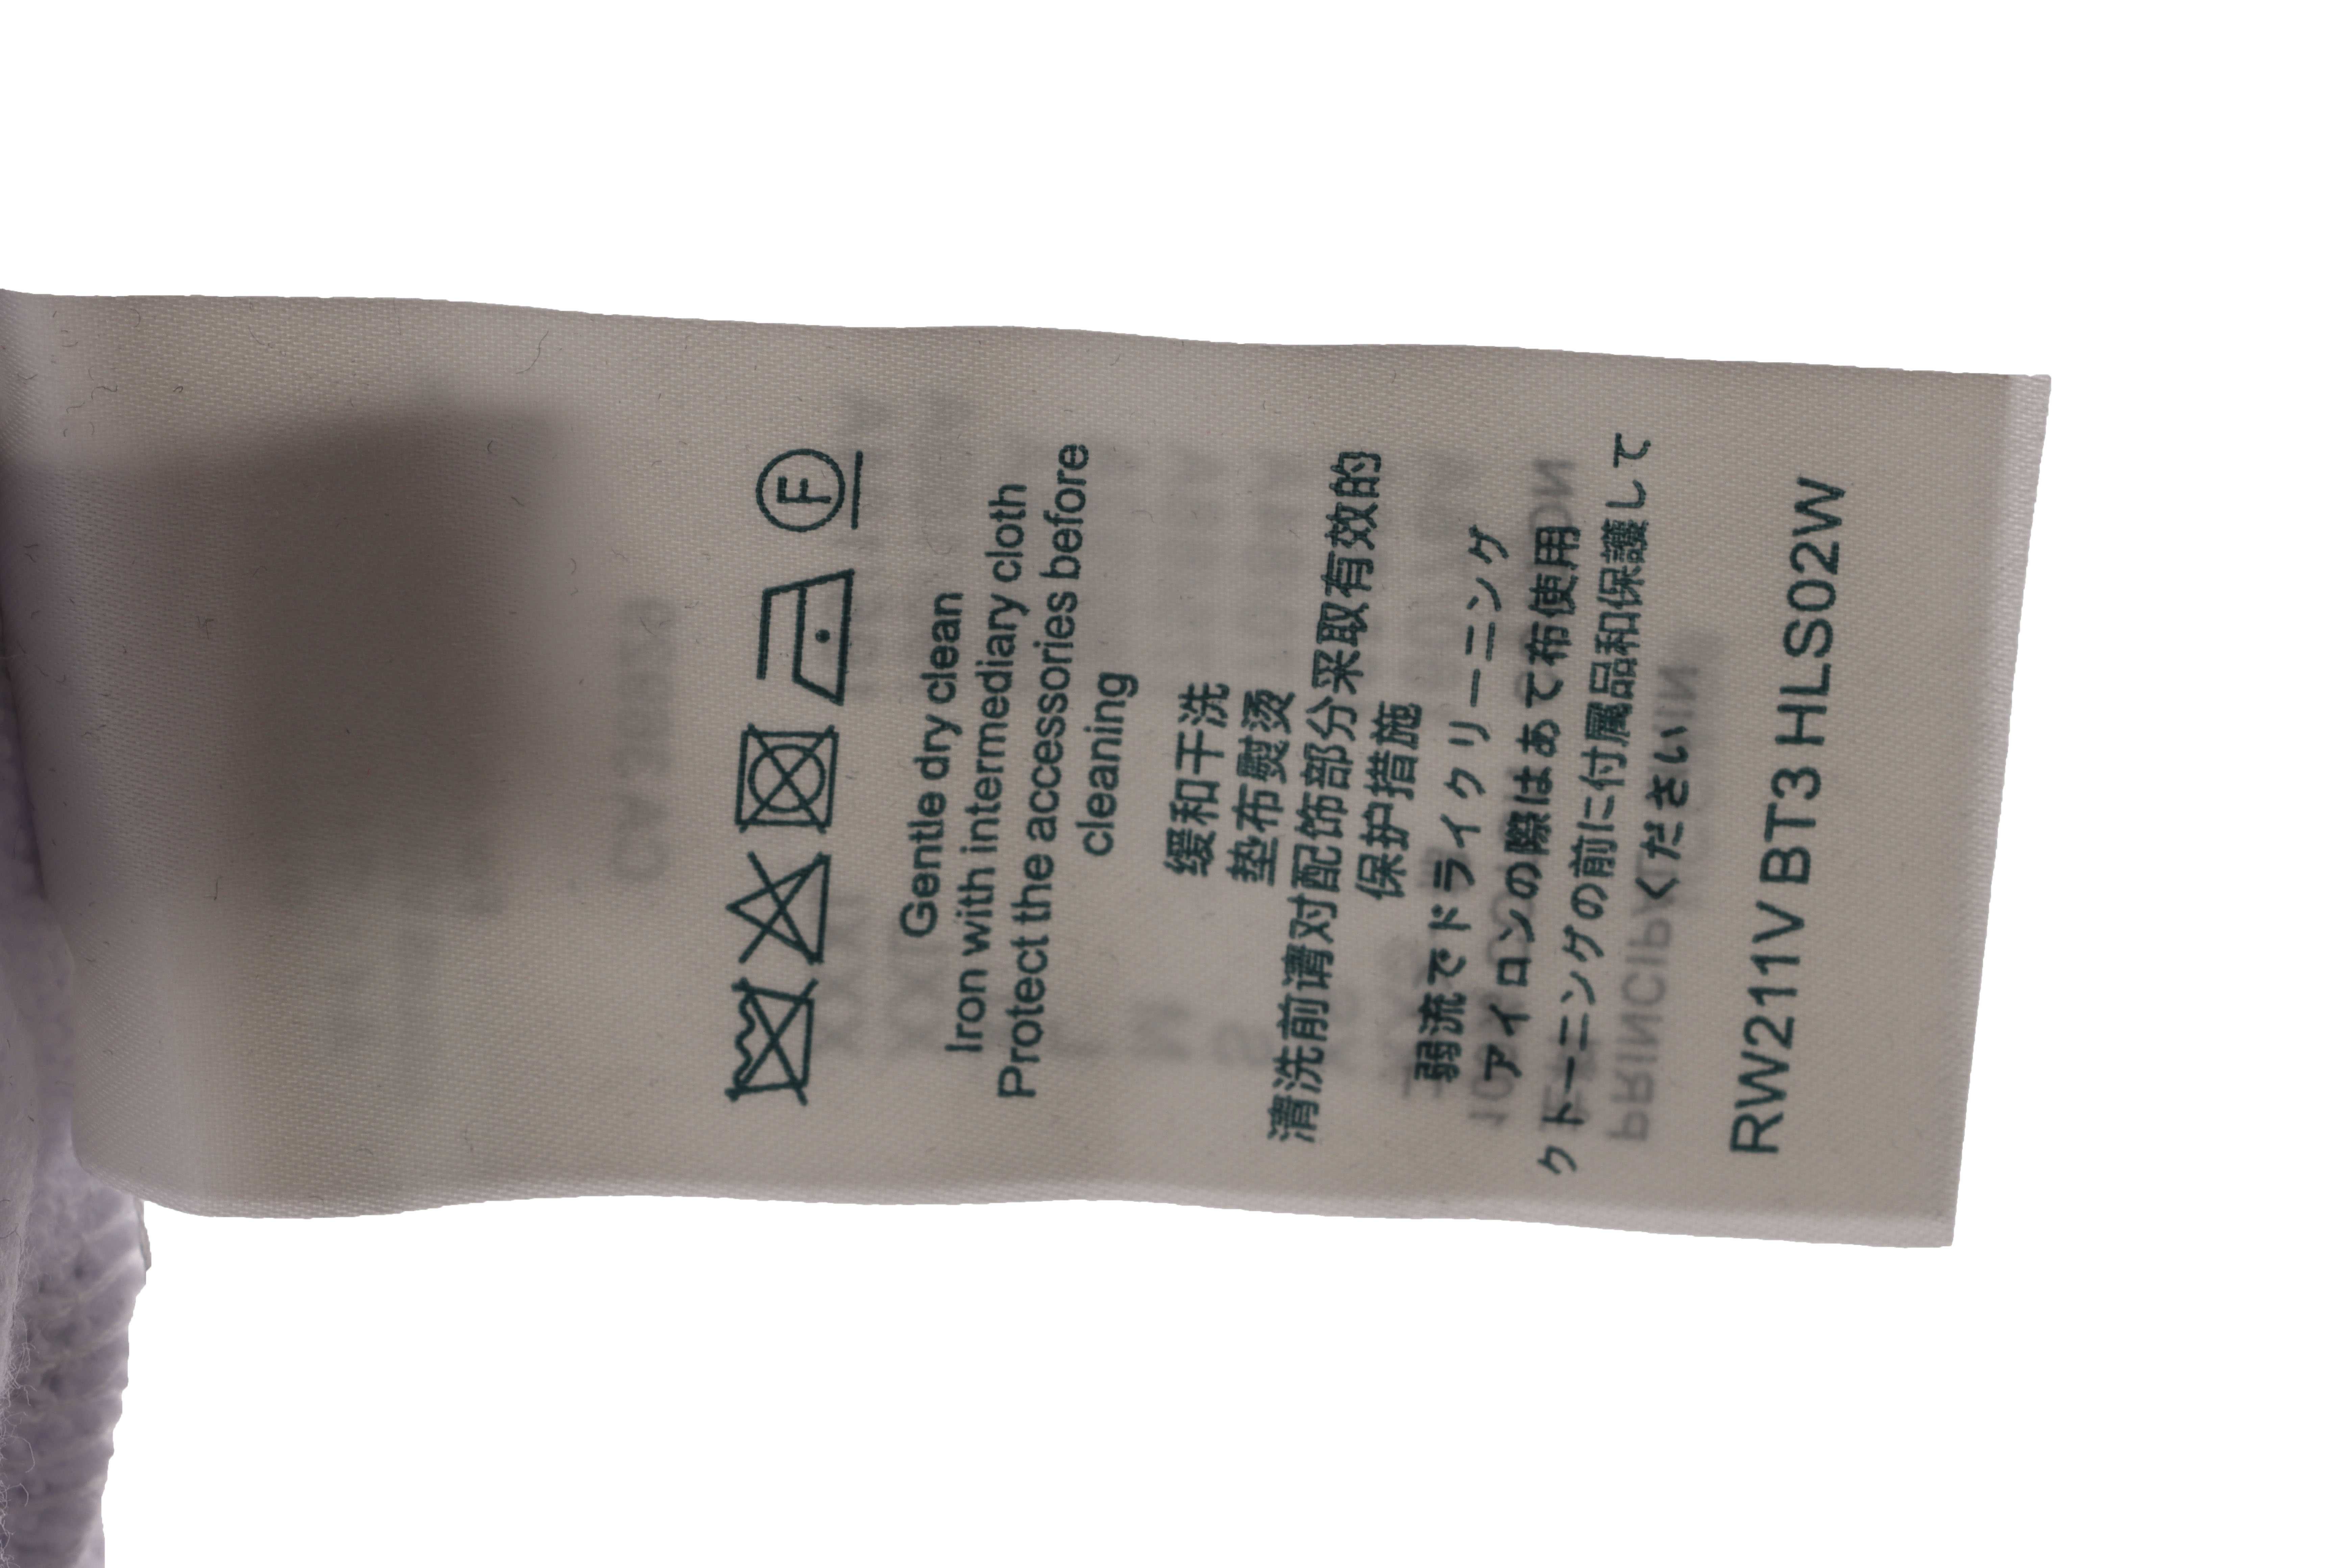 F
Gentle dry clean
Iron with intermediary cloth
Protect the accessories before
cleaning
缓和干洗
垫布熨烫
清洗前请对配饰部分采取有效的
保护措施
弱流でドライクリーニング
アイロンの際はあて布使用
クトーニングの前に付属品和保護して
ください
RW211V BT3 HLS02W